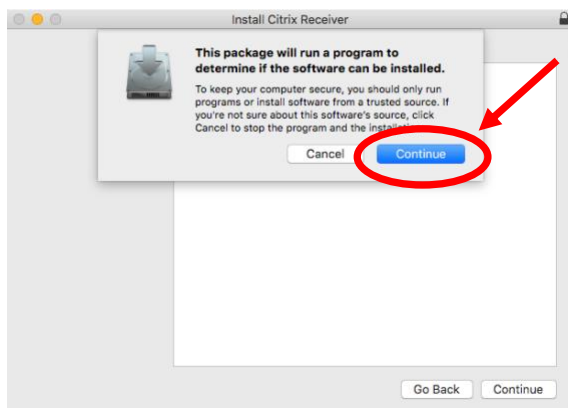 Install Citrix Receiver
This package will run a program to
determine if the software can be installed.
To keep your computer secure, you should only run
programs or install software from a trusted source. If
you're not sure about this software's source, click
Cancel to stop the program and the installation.
Cancel
Continue
Go Back
Continue